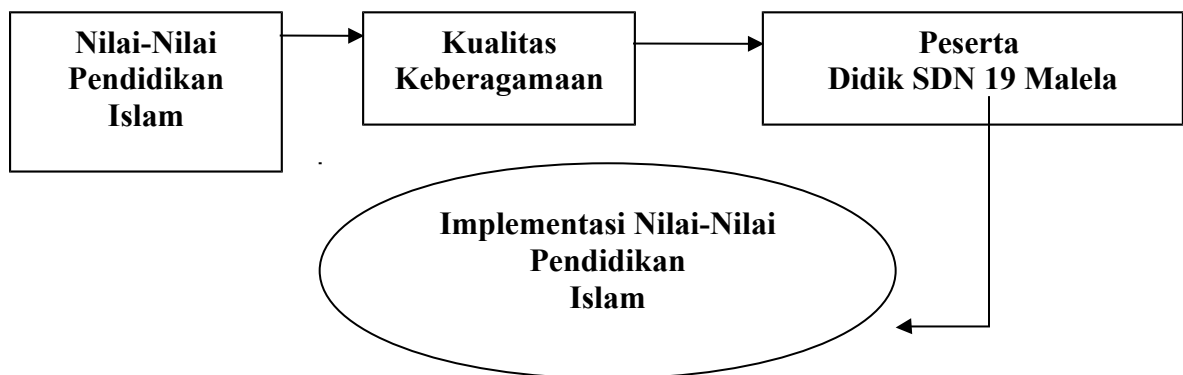 Nilai-Nilai
Pendidikan
Islam
Kualitas
Keberagamaan
Peserta
Didik SDN 19 Malela
Implementasi Nilai-Nilai
Pendidikan
Islam